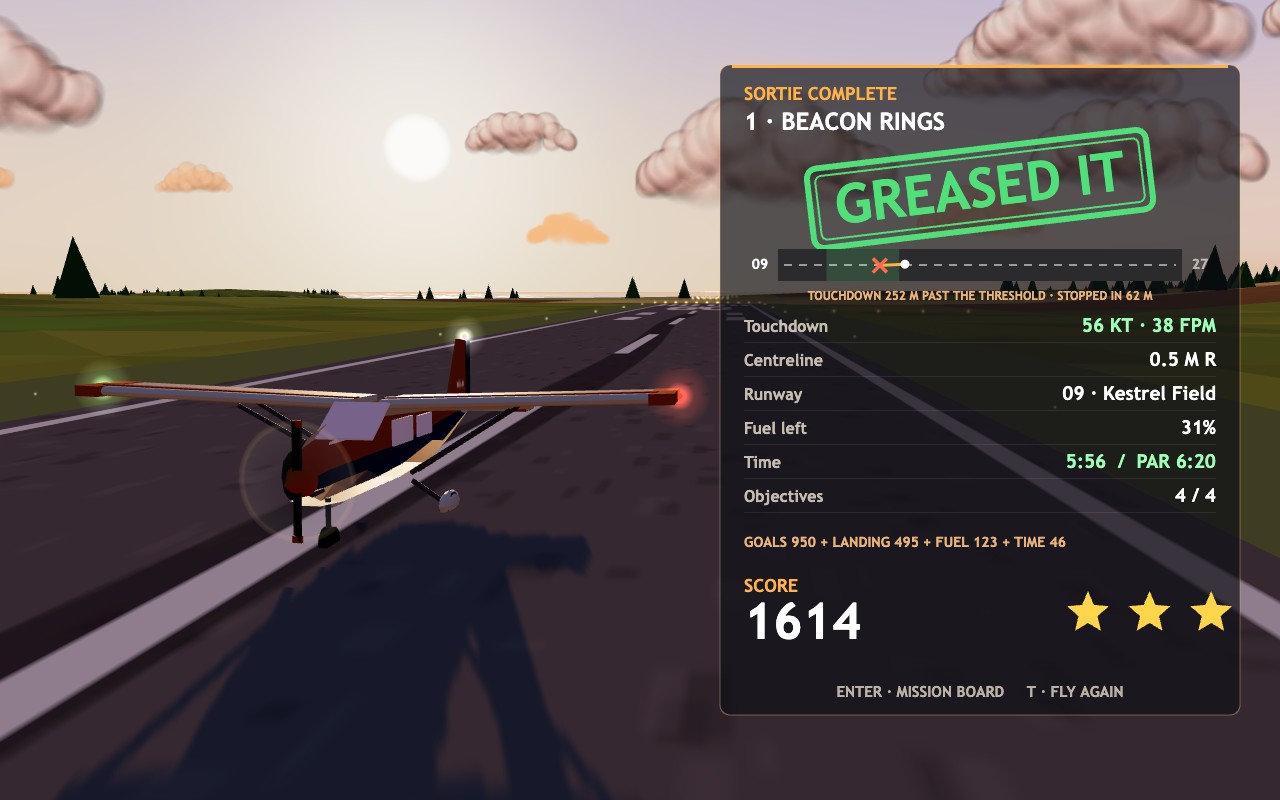 SORTIE COMPLETE
1 · BEACON RINGS
GREASED IT
09 27
TOUCHDOWN 252 M PAST THE THRESHOLD · STOPPED IN 62 M
Touchdown 56 KT · 38 FPM
Centreline 0.5 M R
Runway 09 · Kestrel Field
Fuel left 31%
Time 5:56 / PAR 6:20
Objectives 4 / 4
GOALS 950 + LANDING 495 + FUEL 123 + TIME 46
SCORE
1614
ENTER · MISSION BOARD T · FLY AGAIN